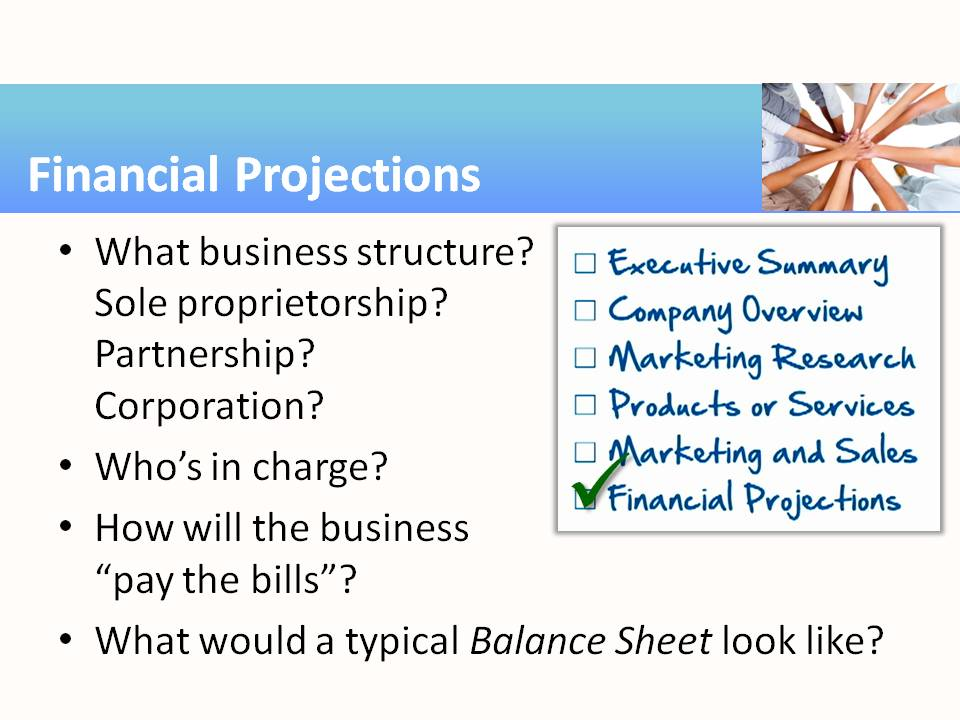 Financial Projections
• What business structure?
Sole proprietorship?
Partnership?
Corporation?
• Who’s in charge?
• How will the business
“pay the bills”?
• What would a typical Balance Sheet look like?
Executive Summary
Company Overview
Marketing Research
Products or Services
Marketing and Sales
Financial Projections